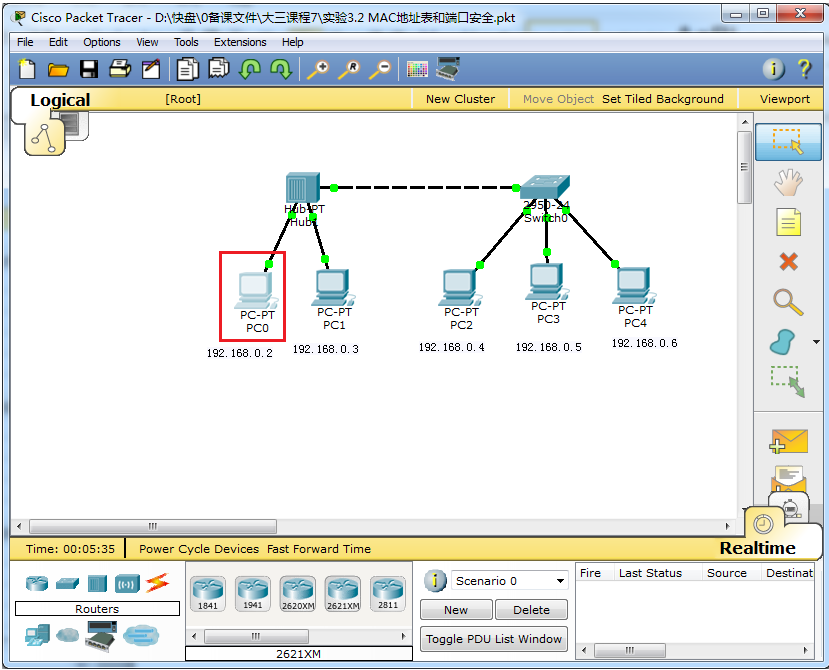 Cisco Packet Tracer - D:\快盘\0备课文件\大三课程7\实验3.2 MAC地址表和端口安全.pkt
File Edit Options View Tools Extensions Help
Logical [Root] New Cluster Move Object Set Tiled Background Viewport
Hub-PT
Hub1
2950-24
Switch0
PC-PT
PC0
192.168.0.2
PC-PT
PC1
192.168.0.3
PC-PT
PC2
192.168.0.4
PC-PT
PC3
192.168.0.5
PC-PT
PC4
192.168.0.6
Time: 00:05:35 Power Cycle Devices Fast Forward Time
Realtime
Routers
1841 1941 2620XM 2621XM 2811
2621XM
Scenario 0
New Delete
Toggle PDU List Window
Fire Last Status Source Destinat